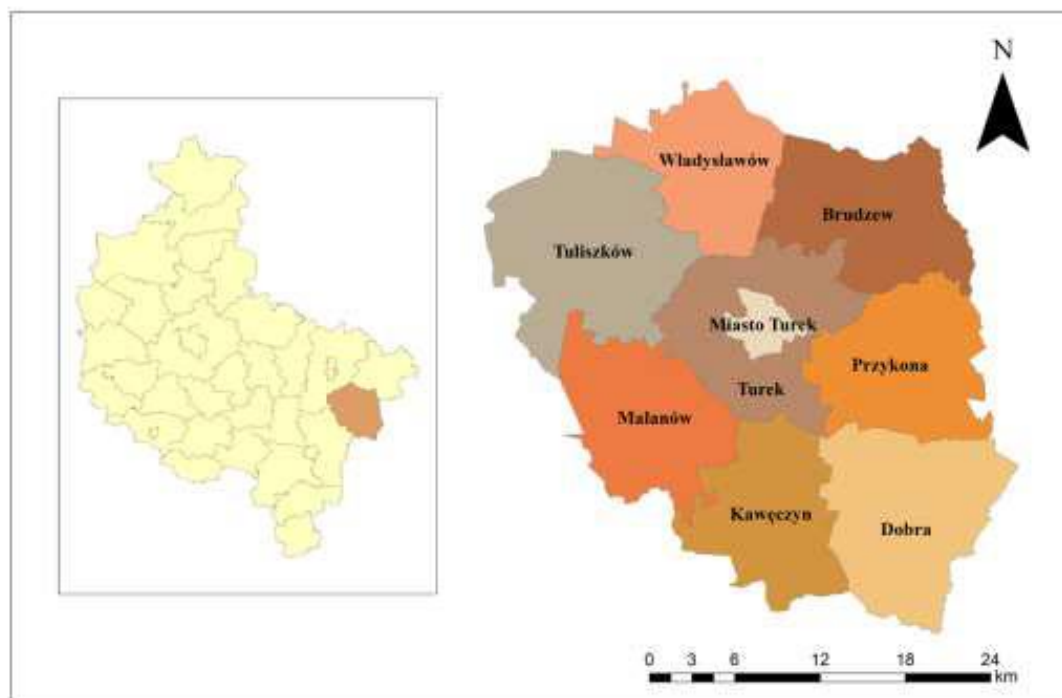 N
Władysławów
Brudzew
Tuliszków
Miasto Turek
Przykona
Turek
Malanów
Kawęczyn
Dobra
0 3 6 12 18 24
km